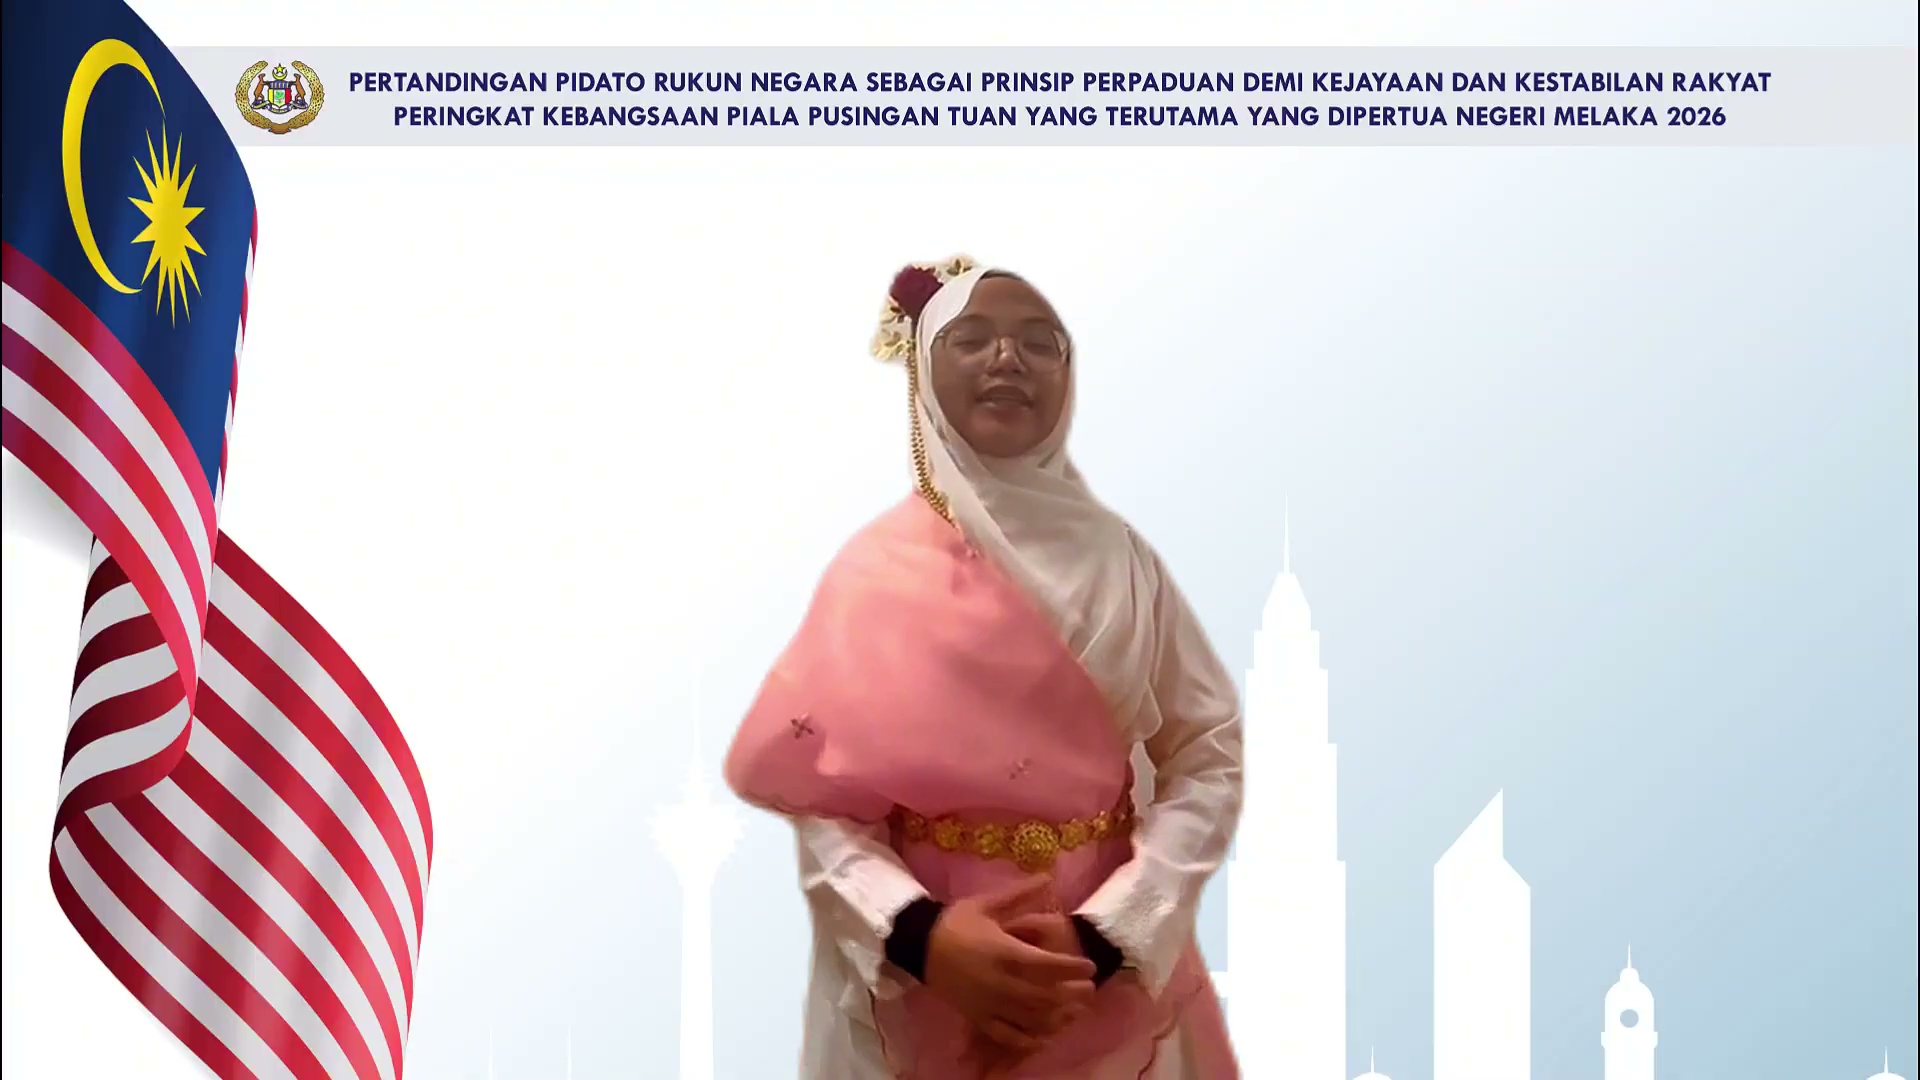 PERTANDINGAN PIDATO RUKUN NEGARA SEBAGAI PRINSIP PERPADUAN DEMI KEJAYAAN DAN KESTABILAN RAKYAT
PERINGKAT KEBANGSAAN PIALA PUSINGAN TUAN YANG TERUTAMA YANG DIPERTUA NEGERI MELAKA 2026